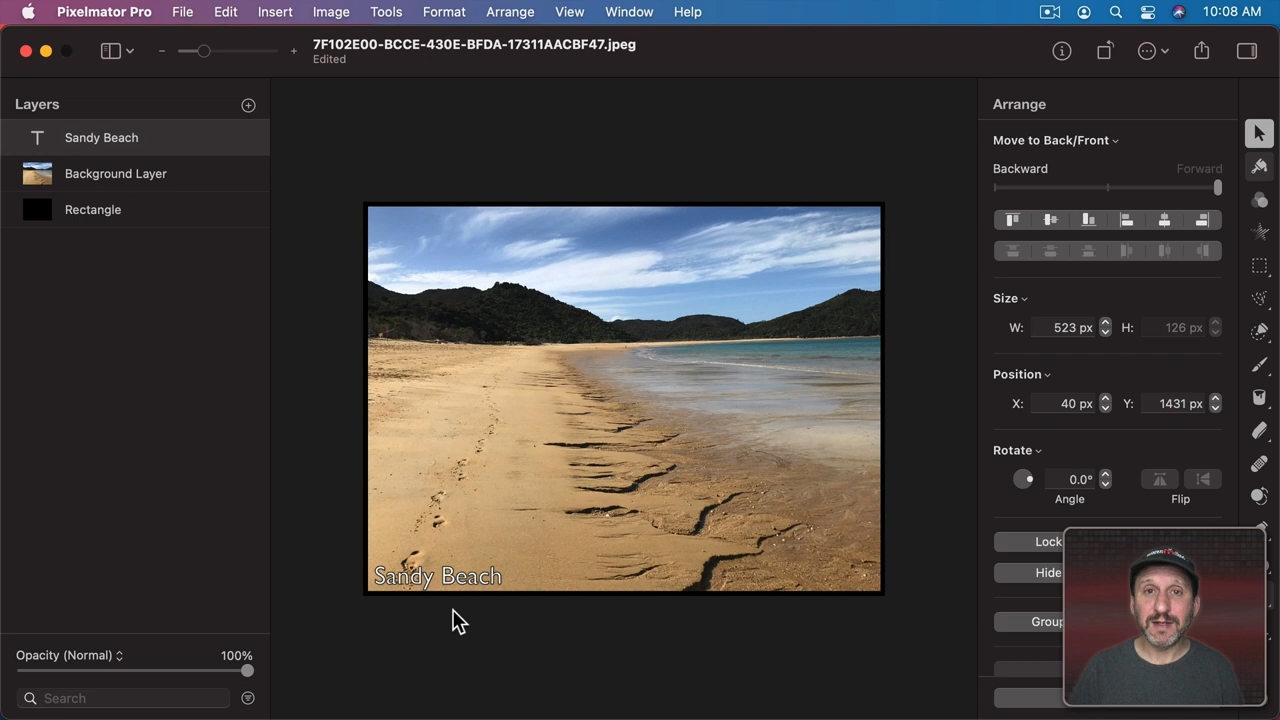 Pixelmator Pro File Edit Insert Image Tools Format Arrange View Window Help 10:08 AM
7F102E00-BCCE-430E-BFDA-17311AACBF47.jpeg
Edited
Layers
Sandy Beach
Background Layer
Rectangle
Opacity (Normal) 100%
Search
Sandy Beach
Arrange
Move to Back/Front
Backward Forward
Size
W: 523 px H: 126 px
Position
X: 40 px Y: 1431 px
Rotate
0.0°
Angle Flip
Lock
Hide
Group